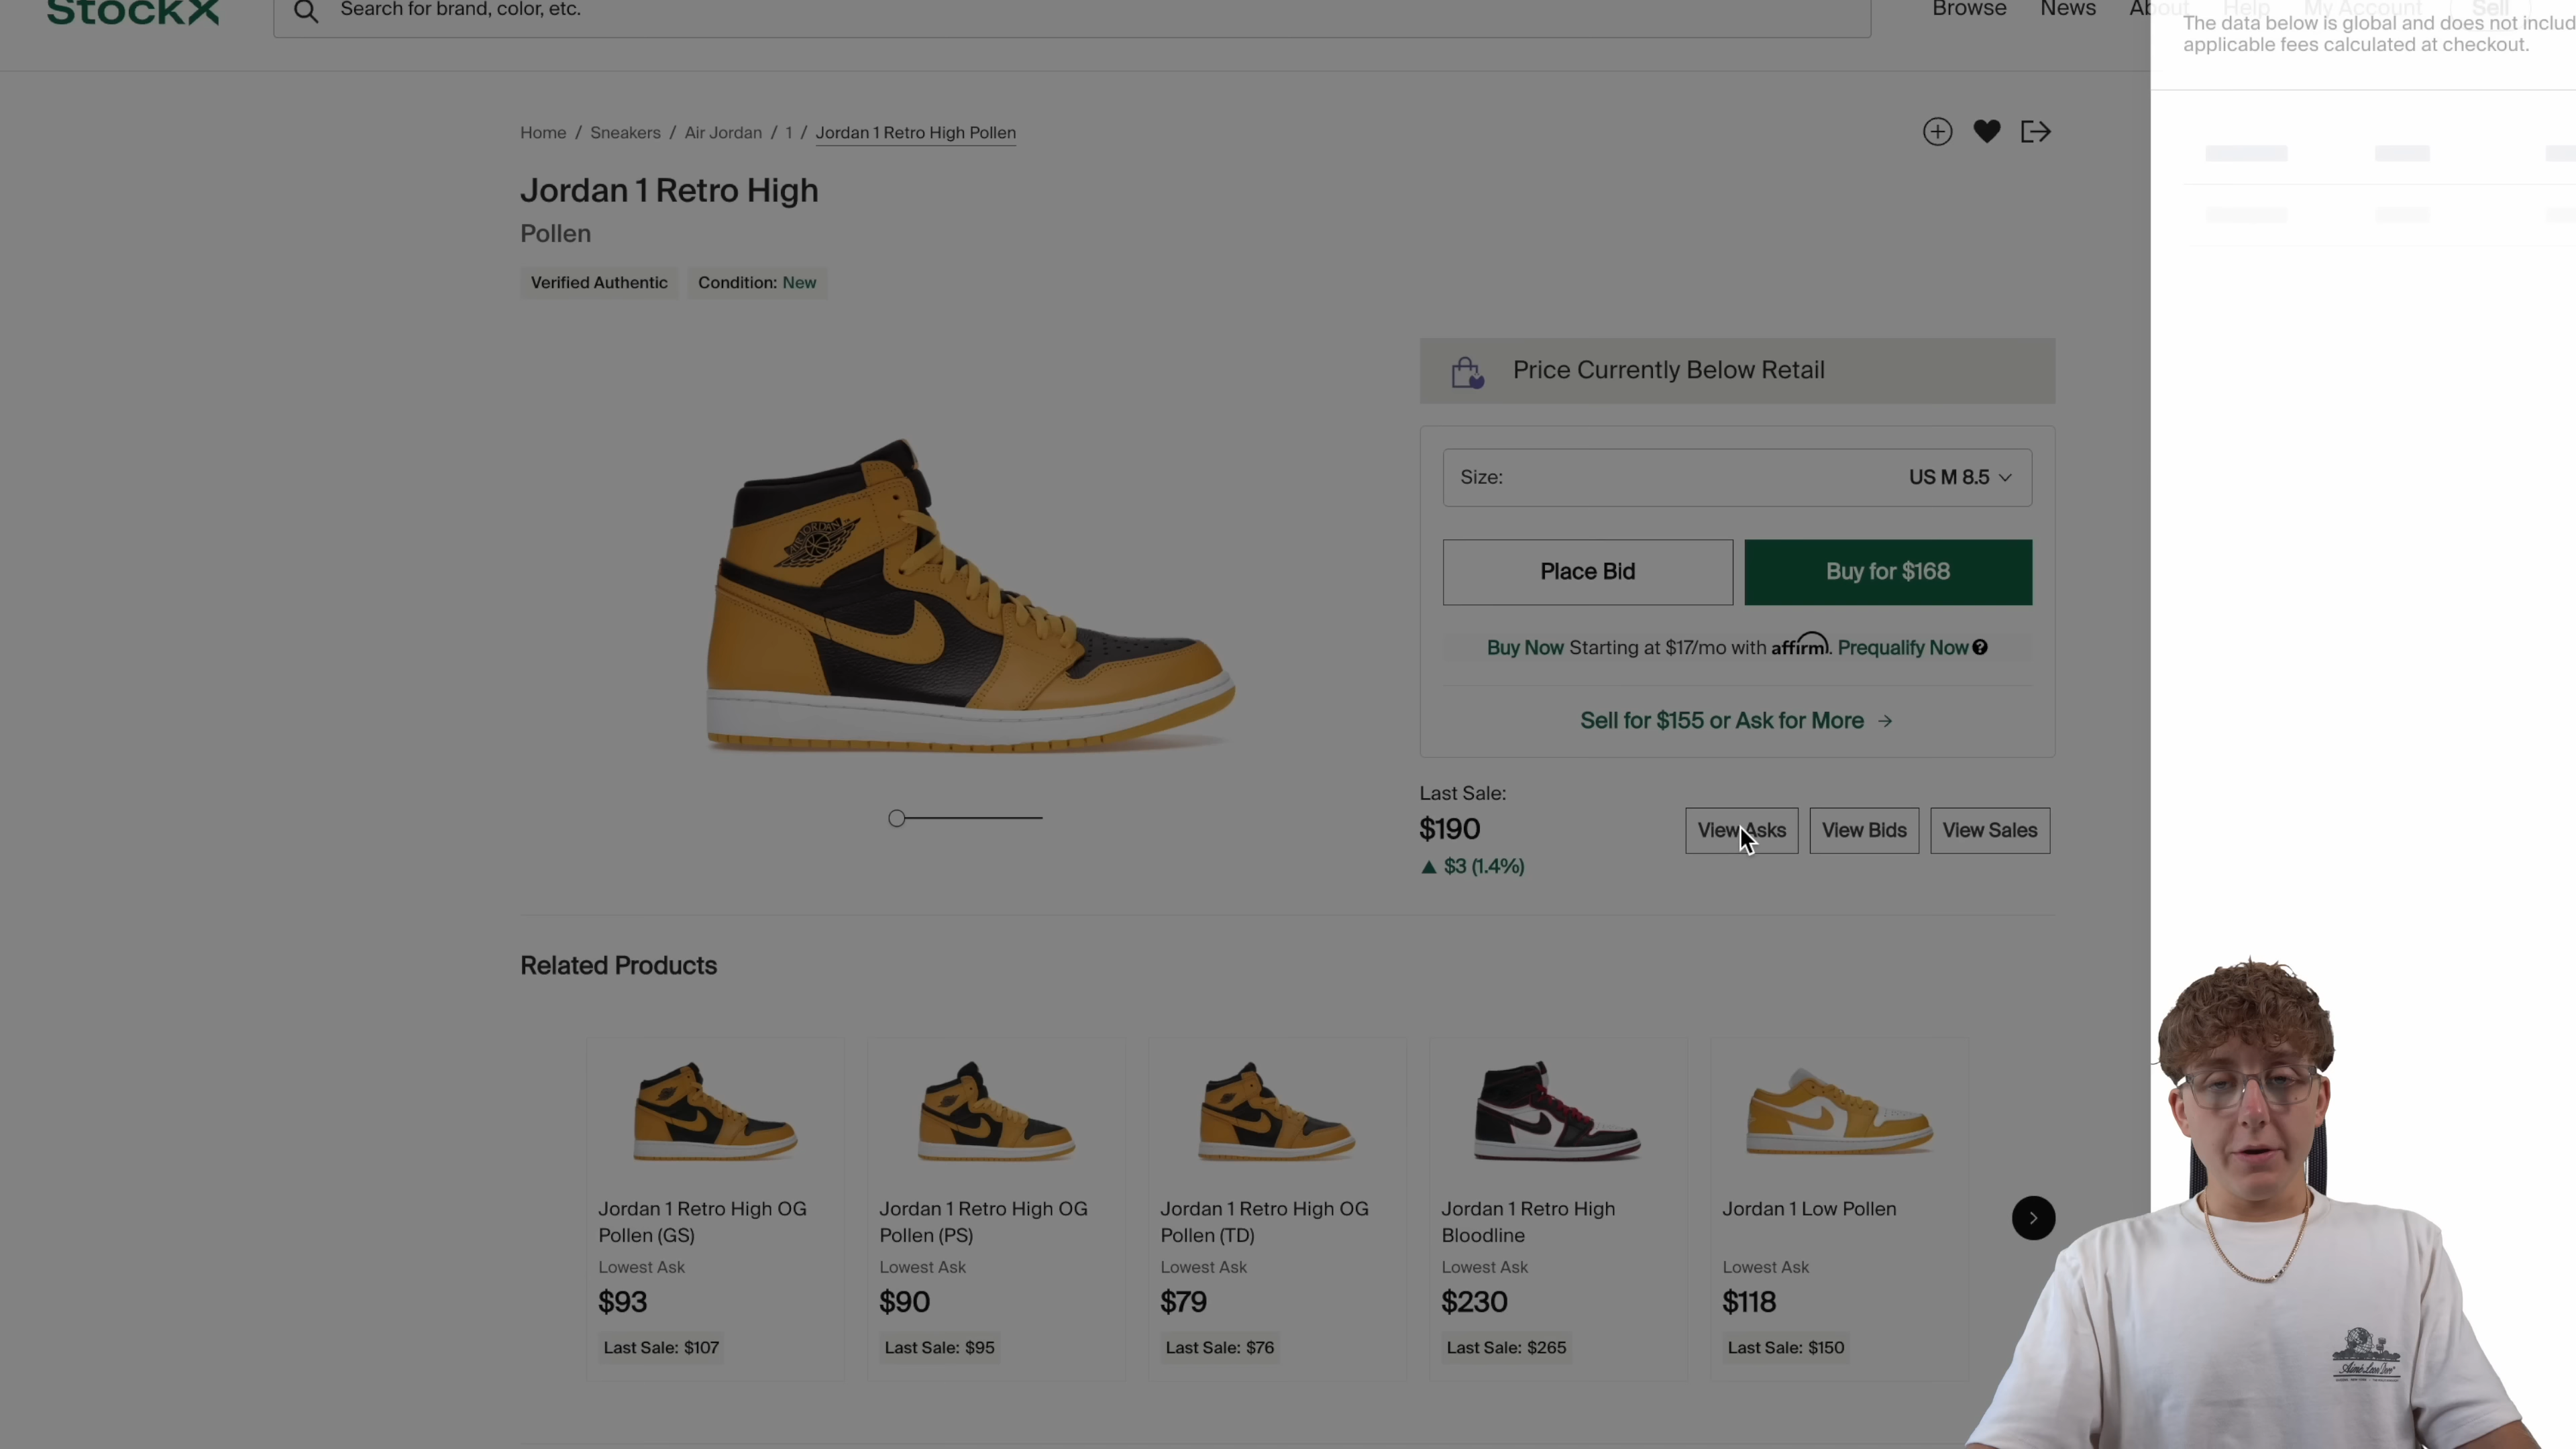 StockX
Search for brand, color, etc.
Browse News About Help My Account Sell
The data below is global and does not
applicable fees calculated at checkout.
Home / Sneakers / Air Jordan / 1 / Jordan 1 Retro High Pollen
Jordan 1 Retro High
Pollen
Verified Authentic Condition: New
Price Currently Below Retail
Size: US M 8.5
Place Bid Buy for $168
Buy Now Starting at $17/mo with affirm. Prequalify Now
Sell for $155 or Ask for More →
Last Sale:
$190
▲ $3 (1.4%)
View Asks View Bids View Sales
AIR JORDAN
Related Products
Jordan 1 Retro High OG
Pollen (GS)
Lowest Ask
$93
Last Sale: $107
Jordan 1 Retro High OG
Pollen (PS)
Lowest Ask
$90
Last Sale: $95
Jordan 1 Retro High OG
Pollen (TD)
Lowest Ask
$79
Last Sale: $76
Jordan 1 Retro High
Bloodline
Lowest Ask
$230
Last Sale: $265
Jordan 1 Low Pollen
Lowest Ask
$118
Last Sale: $150